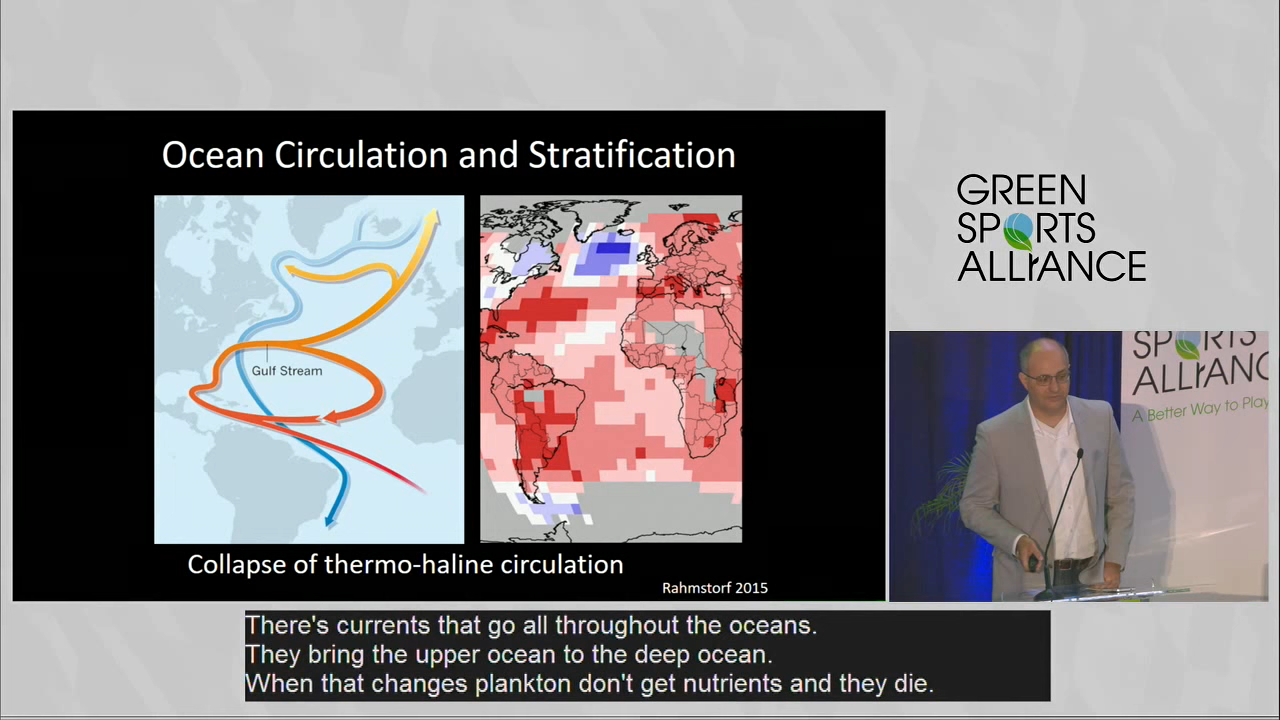 Ocean Circulation and Stratification
Gulf Stream
Collapse of thermo-haline circulation
Rahmstorf 2015
GREEN
SPORTS
ALLIANCE
SPORTS
ALLIANC
A Better Way to Play
There's currents that go all throughout the oceans.
They bring the upper ocean to the deep ocean.
When that changes plankton don't get nutrients and they die.